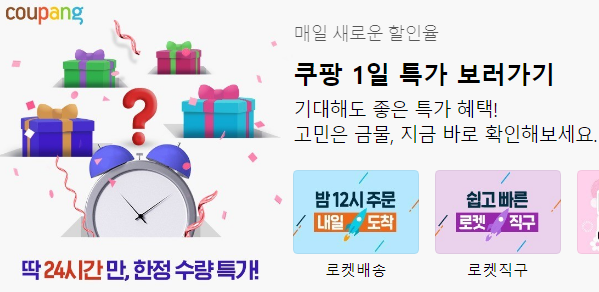 coupang
매일 새로운 할인율
쿠팡 1일 특가 보러가기
기대해도 좋은 특가 혜택!
고민은 금물, 지금 바로 확인해보세요.
?
밤 12시 주문
내일 도착
로켓배송
쉽고 빠른
로켓 직구
로켓직구
딱 24시간 만, 한정 수량 특가!